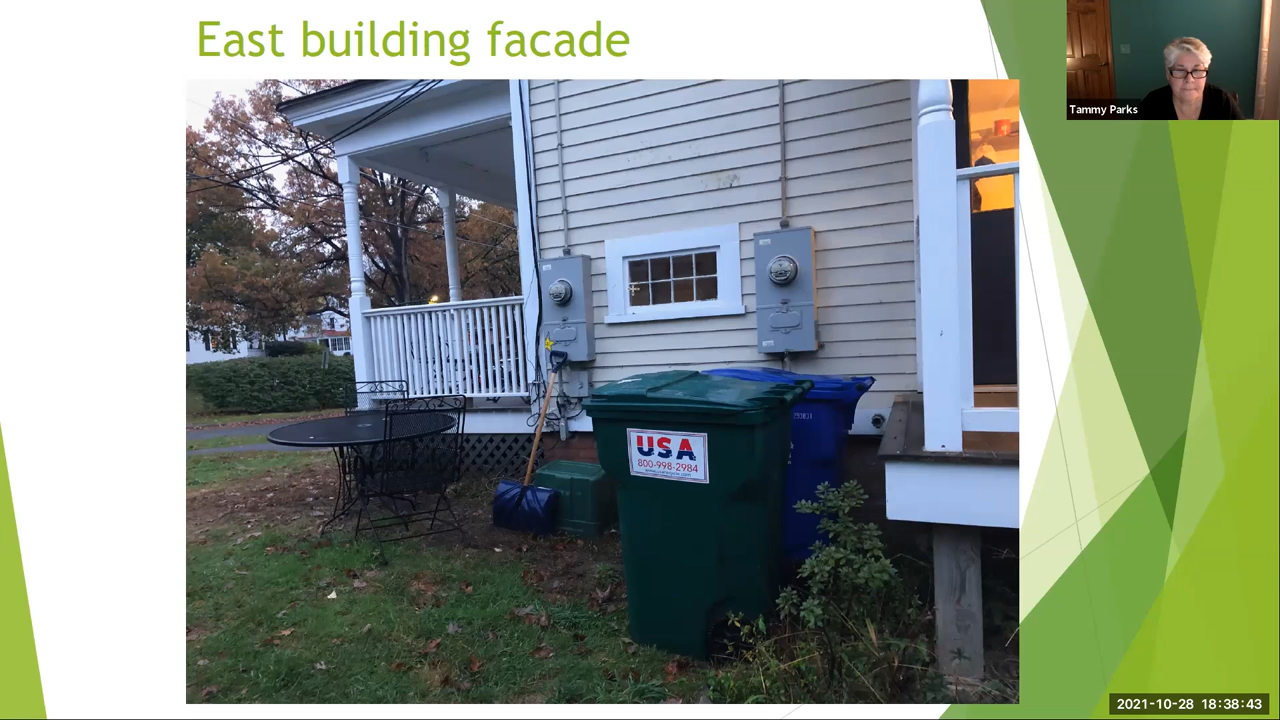 East building facade
Tammy Parks
USA
800-998-2984
2021-10-28 18:38:43